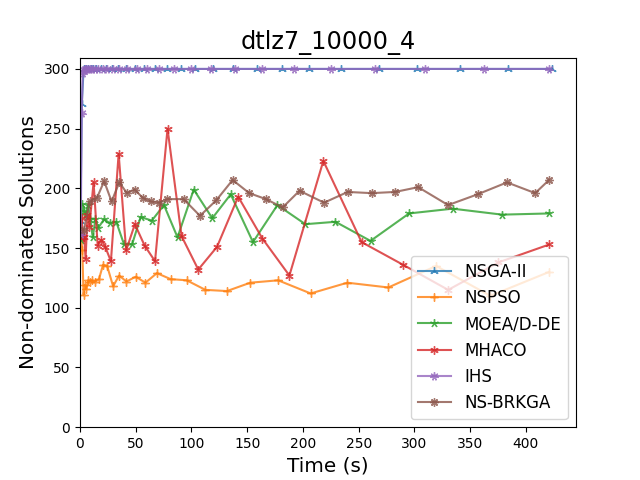 dtlz7_10000_4
Non-dominated Solutions
300
250
200
150
100
50
0
0 50 100 150 200 250 300 350 400
Time (s)
NSGA-II
NSPSO
MOEA/D-DE
MHACO
IHS
NS-BRKGA